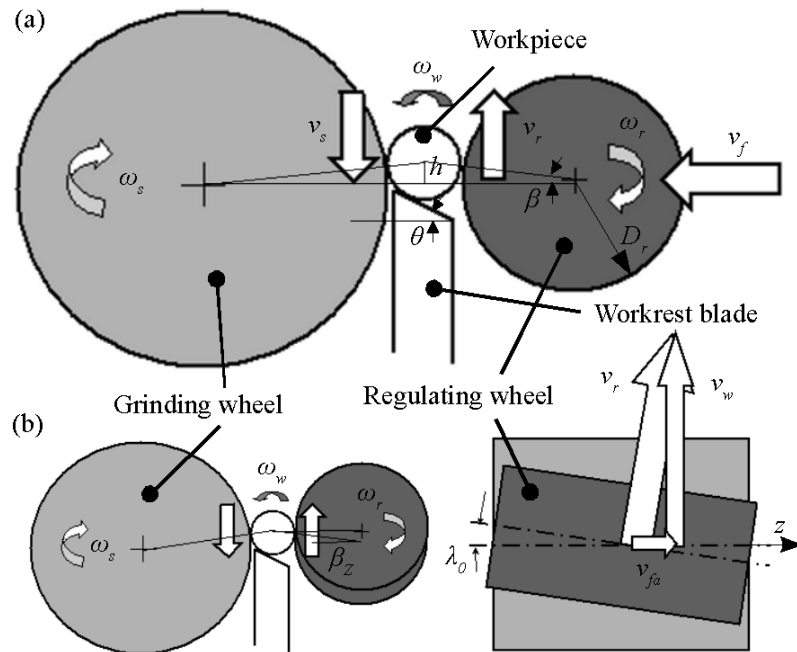 (a)
Workpiece
ω_w
v_s
v_r
ω_r
v_f
ω_s
h
β
θ
D_r
Workrest blade
Grinding wheel
Regulating wheel
v_r
v_w
(b)
ω_w
ω_r
ω_s
β_Z
z
λ_0
v_fa